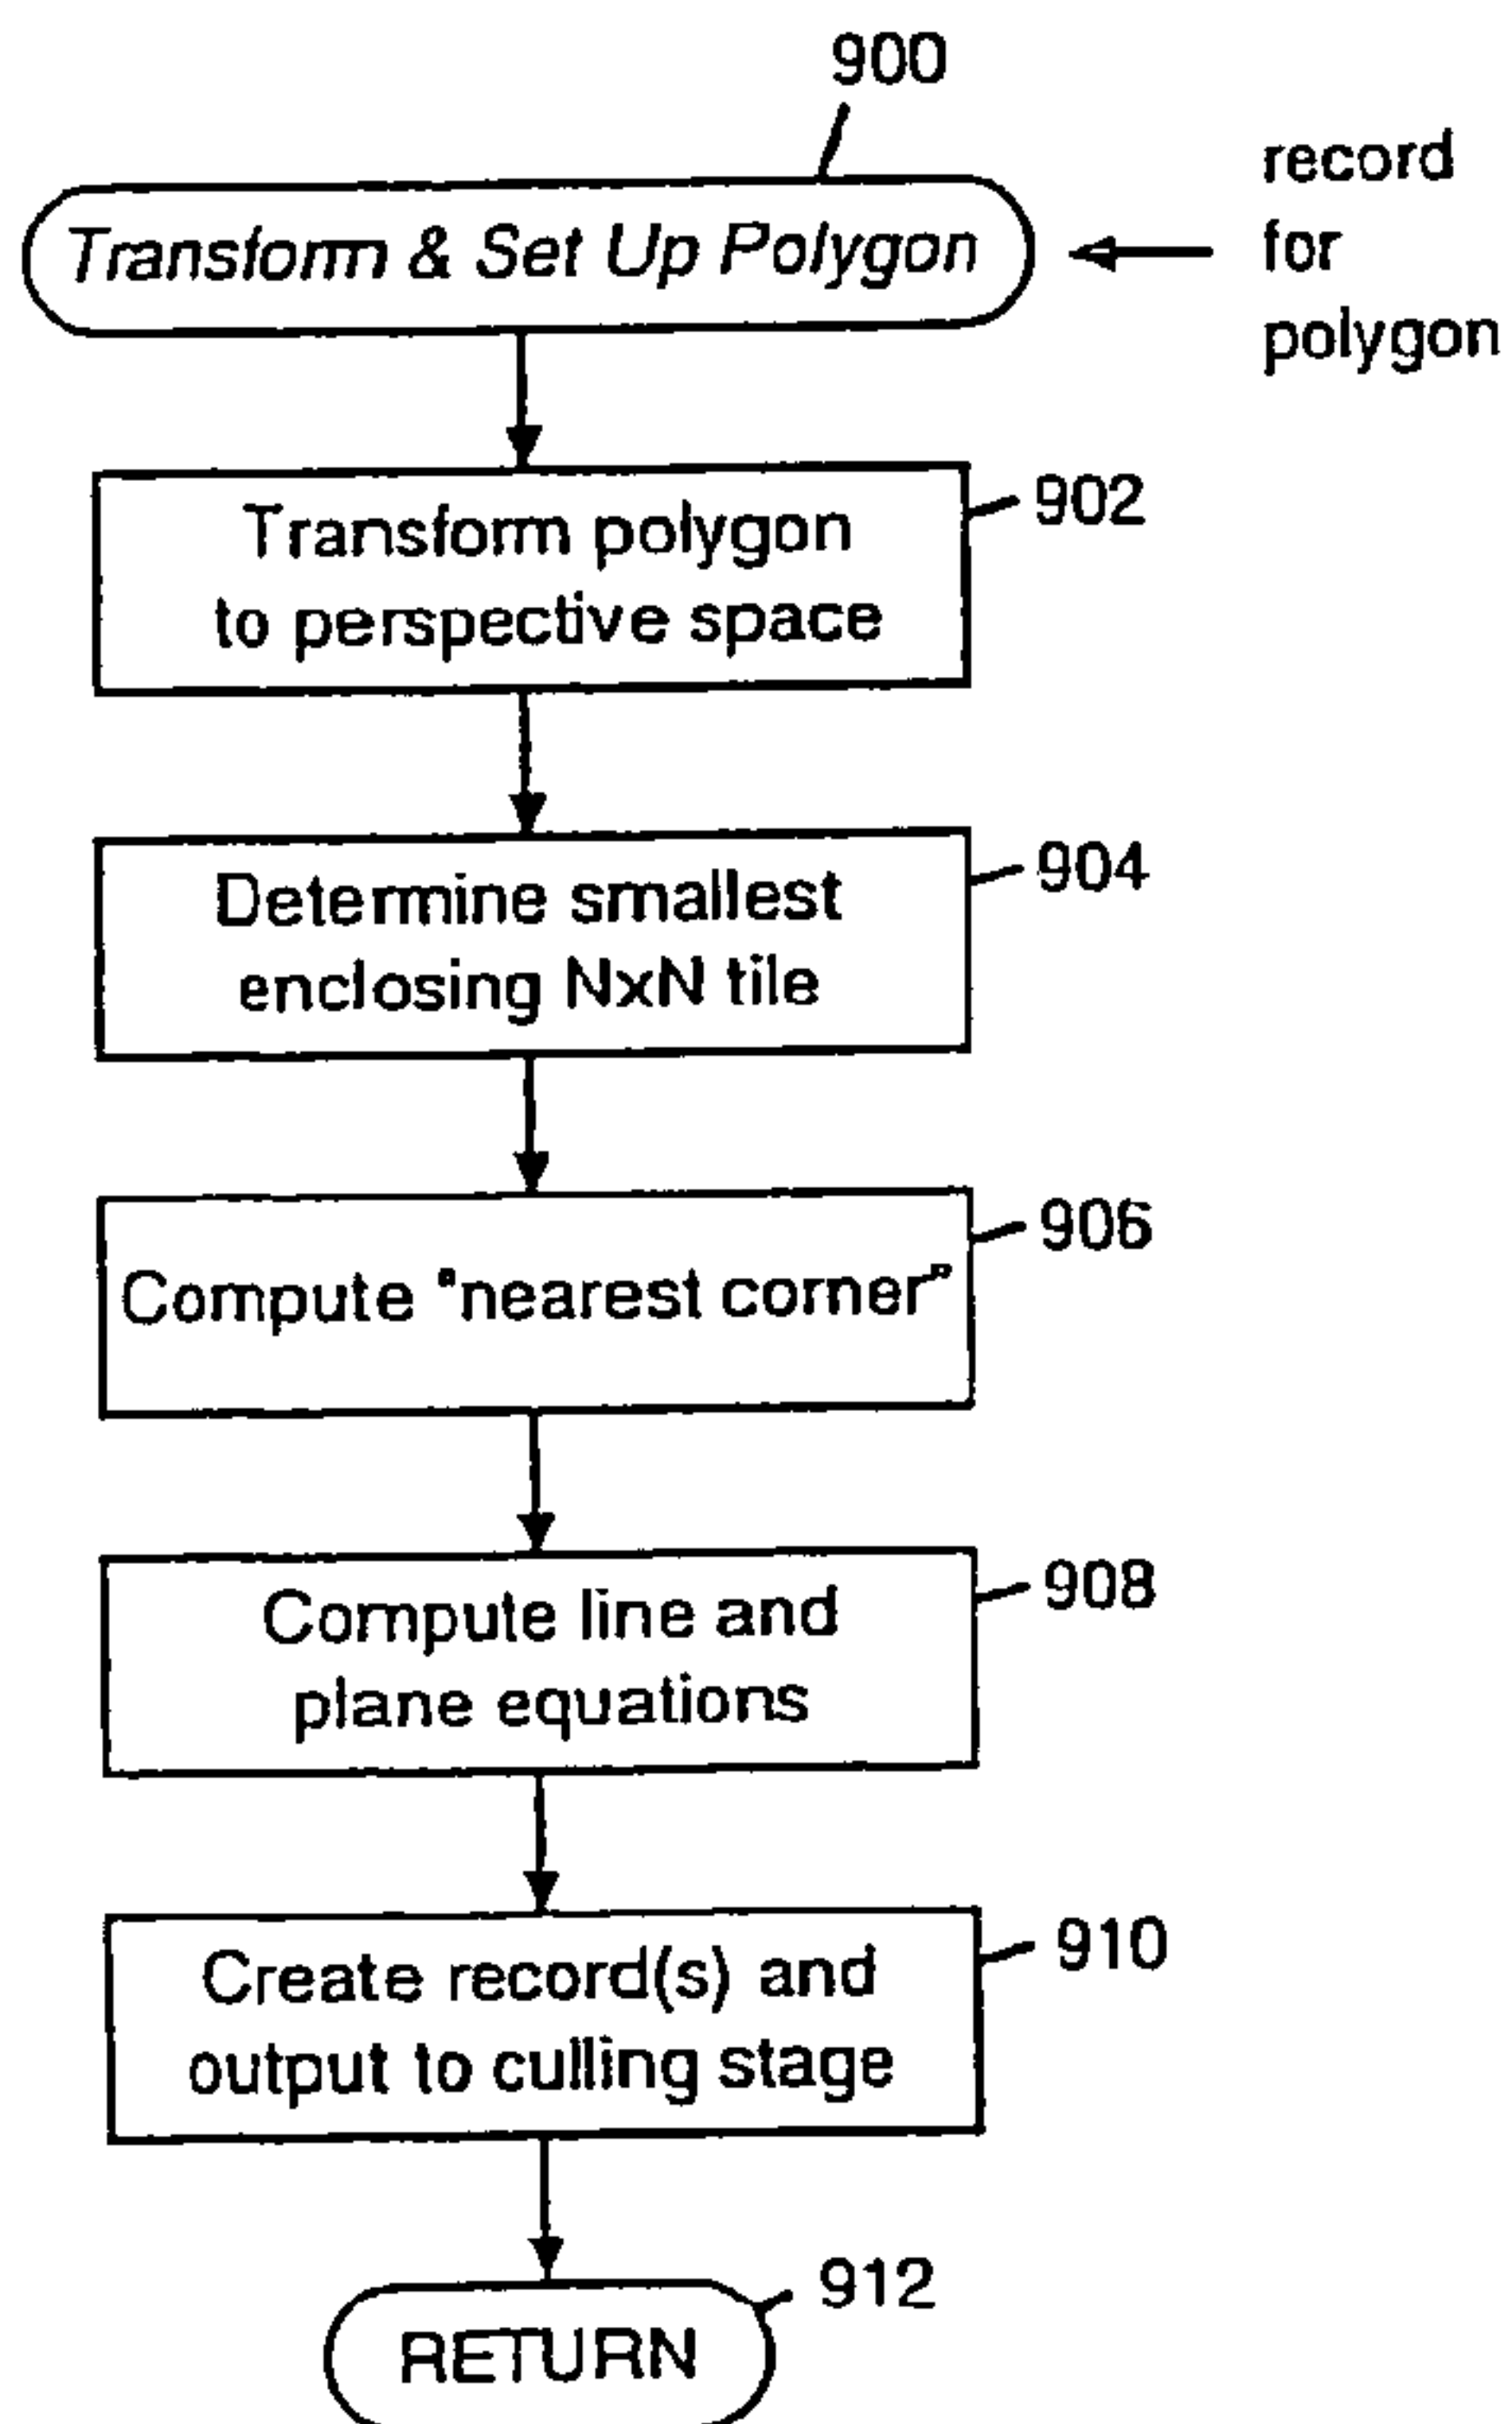 900
Transform & Set Up Polygon
record
for
polygon
Transform polygon
to perspective space
902
Determine smallest
enclosing NxN tile
904
Compute "nearest corner"
906
Compute line and
plane equations
908
Create record(s) and
output to culling stage
910
912
RETURN